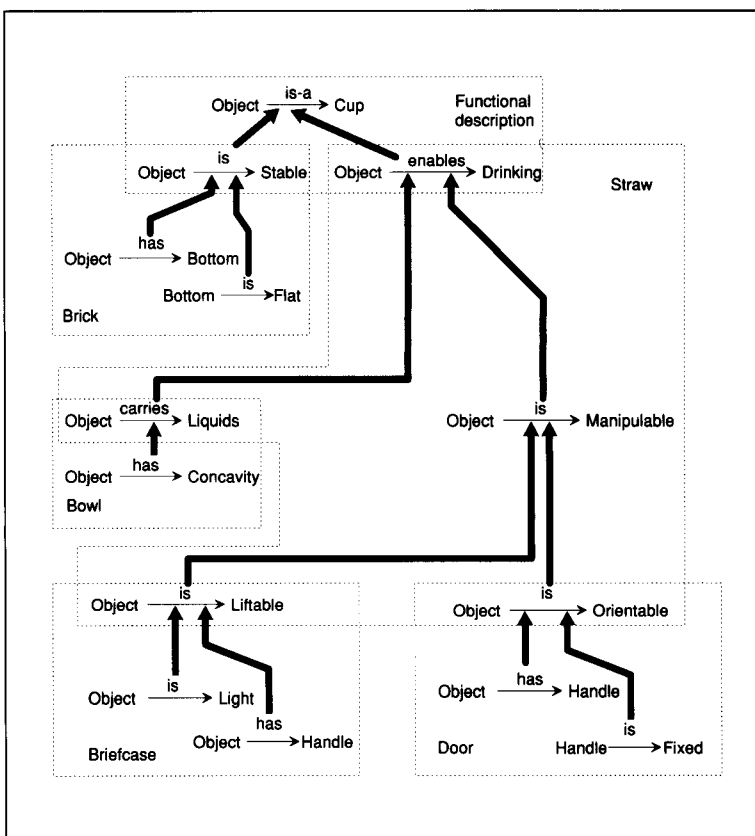 is-a
Object Cup
Functional
description
is
Object Stable
enables
Object Drinking
Straw
has
Object Bottom
is
Bottom Flat
Brick
carries
Object Liquids
is
Object Manipulable
has
Object Concavity
Bowl
is
Object Liftable
is
Object Orientable
is
Object Light
has
Object Handle
Briefcase
has
Object Handle
is
Handle Fixed
Door